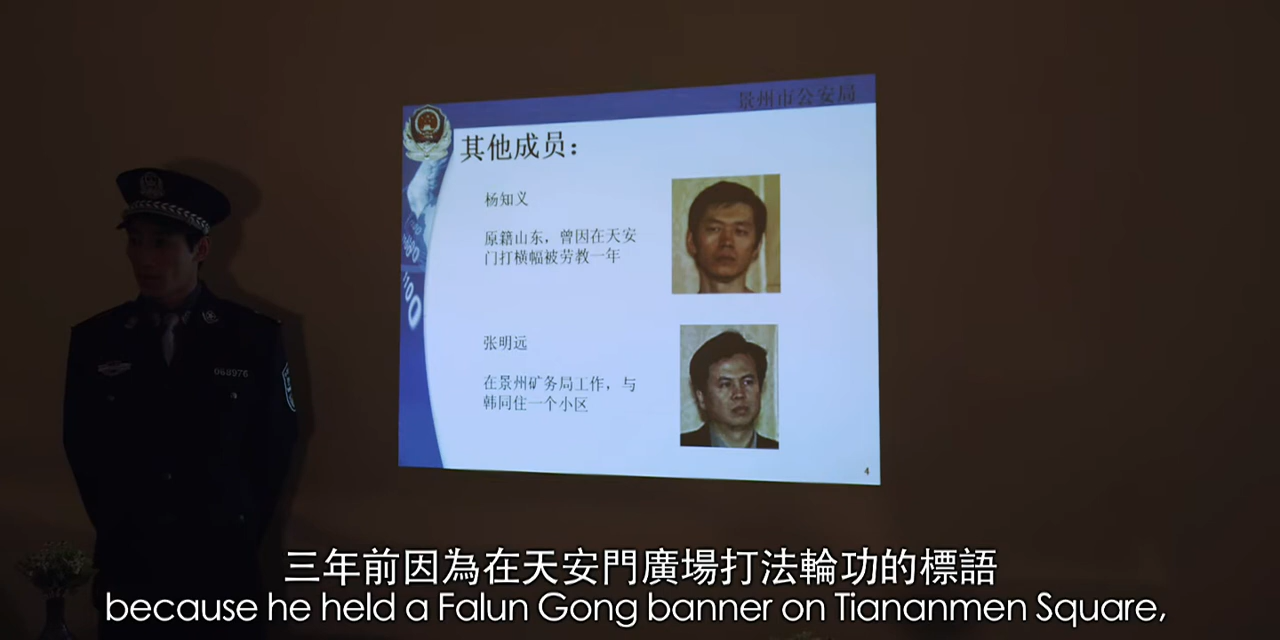 景州市公安局
其他成员：
杨知义
原籍山东，曾因在天安
门打横幅被劳教一年
张明远
在景州矿务局工作，与
韩同住一个小区
4
068976
三年前因為在天安門廣場打法輪功的標語
because he held a Falun Gong banner on Tiananmen Square,